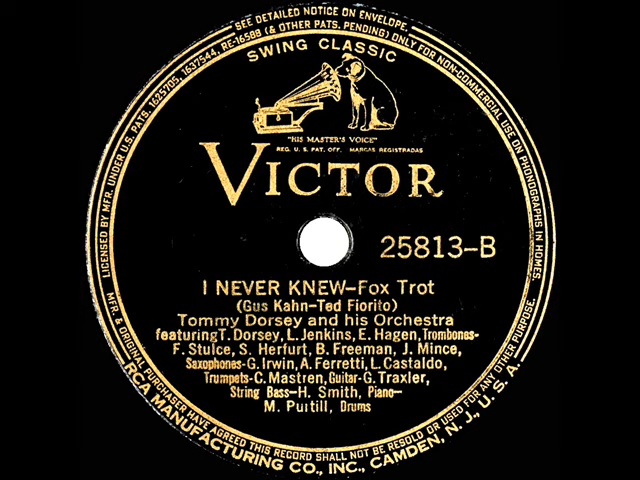 SEE DETAILED NOTICE ON ENVELOPE.
LICENSED BY MFR. UNDER U.S. PATS. 1625705, 1637544, RE-16588 (& OTHER PATS. PENDING) ONLY FOR NON-COMMERCIAL USE ON PHONOGRAPHS IN HOMES.
SWING CLASSIC
"HIS MASTER'S VOICE"
REG. U. S. PAT. OFF. MARCAS REGISTRADAS
VICTOR
25813-B
I NEVER KNEW-Fox Trot
(Gus Kahn-Ted Fiorito)
Tommy Dorsey and his Orchestra
featuring T. Dorsey, L. Jenkins, E. Hagen, Trombones-
F. Stulce, S. Herfurt, B. Freeman, J. Mince,
Saxophones-G. Irwin, A. Ferretti, L. Castaldo,
Trumpets-C. Mastren, Guitar-G. Traxler,
String Bass-H. Smith, Piano-
M. Purtill, Drums
MFR. & ORIGINAL PURCHASER HAVE AGREED THIS RECORD SHALL NOT BE RESOLD OR USED FOR ANY OTHER PURPOSE.
RCA MANUFACTURING CO., INC., CAMDEN, N. J., U. S. A.